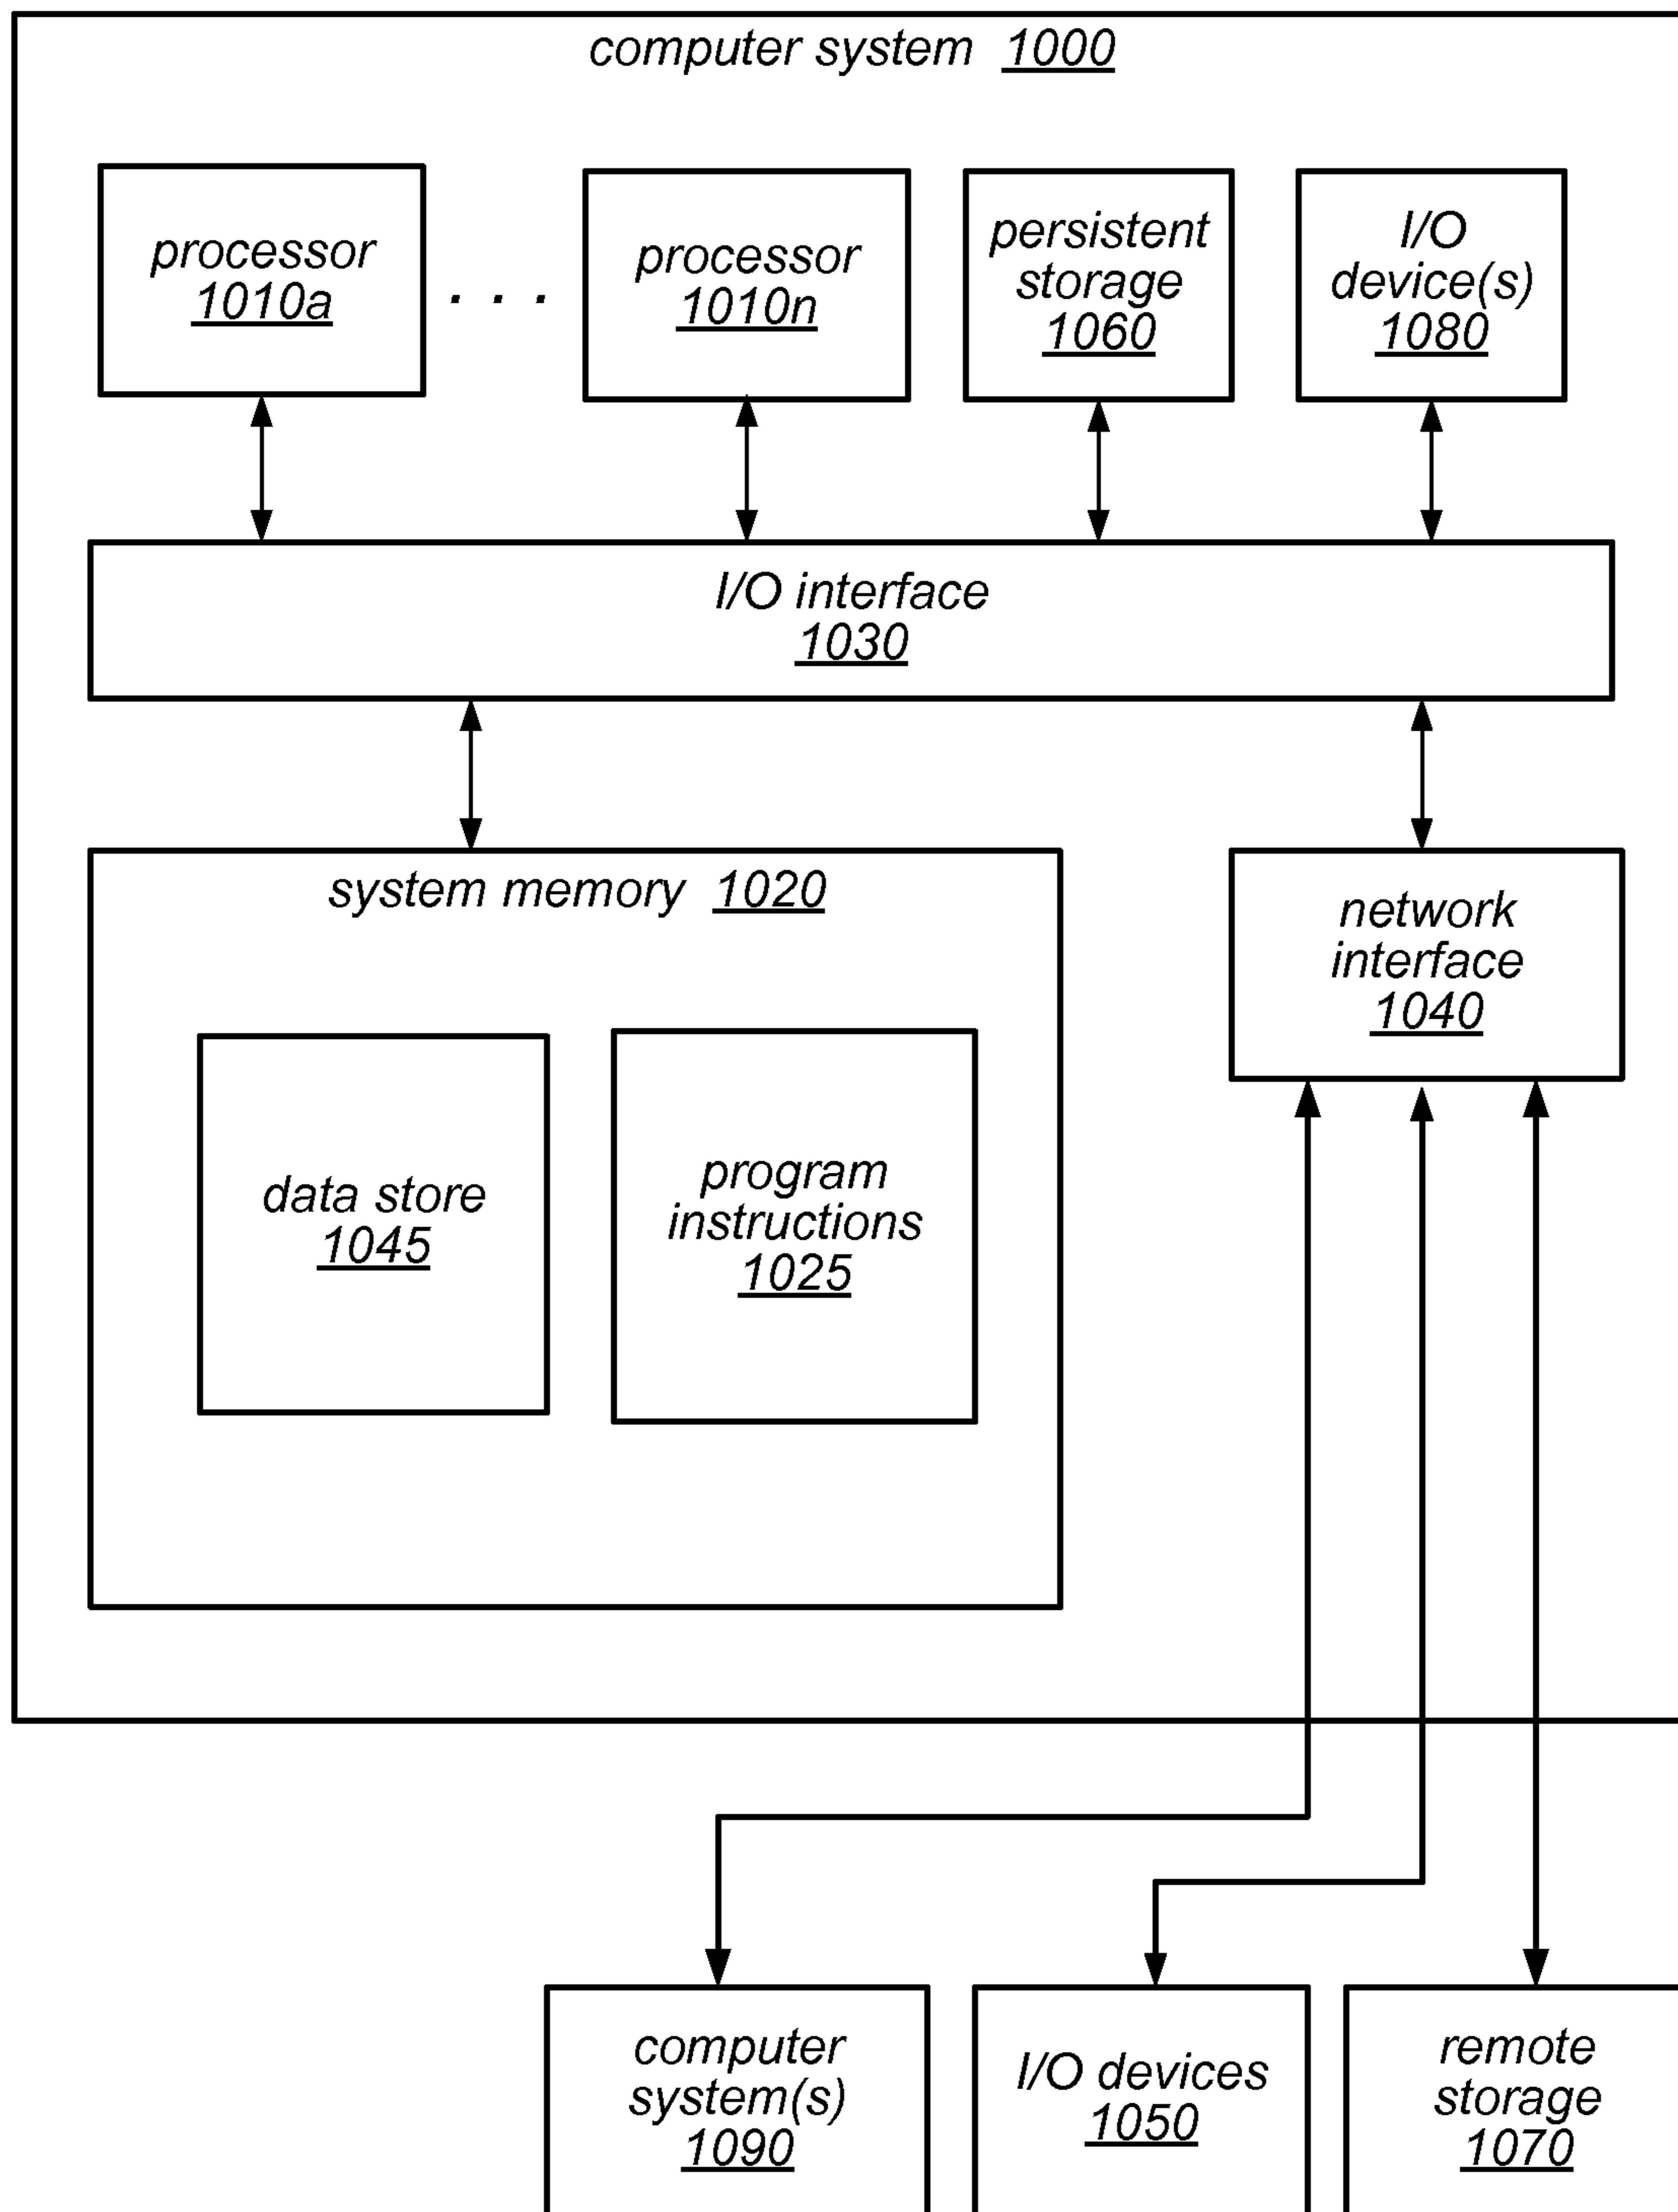 computer system 1000
processor
1010a
. . .
processor
1010n
persistent
storage
1060
I/O
device(s)
1080
I/O interface
1030
system memory 1020
network
interface
1040
data store
1045
program
instructions
1025
computer
system(s)
1090
I/O devices
1050
remote
storage
1070